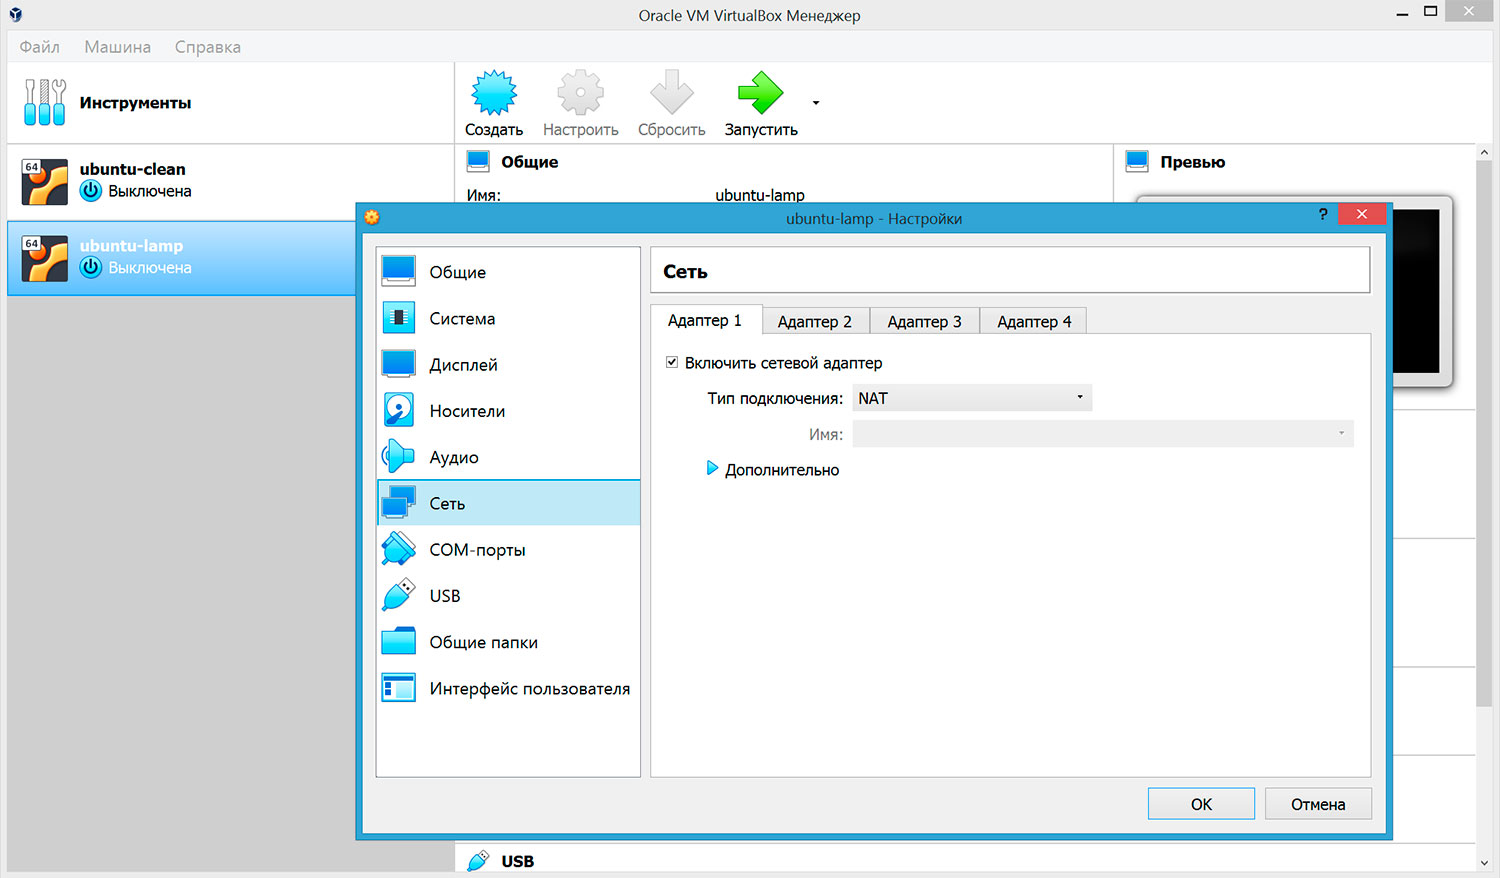 Oracle VM VirtualBox Менеджер
Файл Машина Справка
Инструменты
Создать Настроить Сбросить Запустить
64
ubuntu-clean
Выключена
64
ubuntu-lamp
Выключена
Общие
Имя: ubuntu-lamp
Превью
ubuntu-lamp - Настройки
?
Общие
Система
Дисплей
Носители
Аудио
Сеть
COM-порты
USB
Общие папки
Интерфейс пользователя
Сеть
Адаптер 1 Адаптер 2 Адаптер 3 Адаптер 4
Включить сетевой адаптер
Тип подключения: NAT
Имя:
Дополнительно
OK Отмена
USB